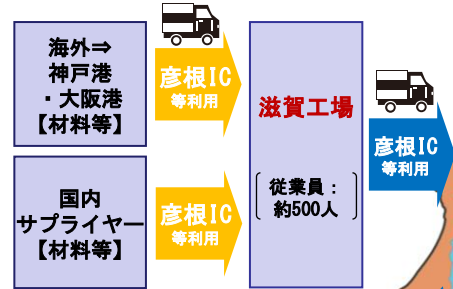 海外⇒
神戸港
・大阪港
【材料等】
彦根IC
等利用
国内
サプライヤー
【材料等】
彦根IC
等利用
滋賀工場
従業員：
約500人
彦根IC
等利用